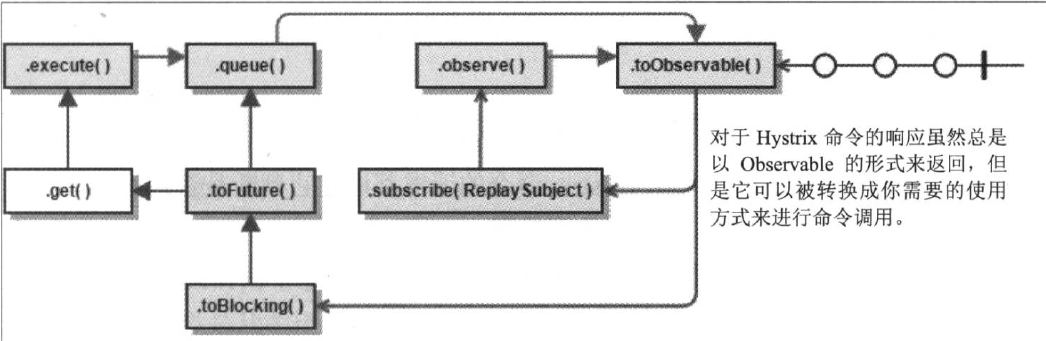 .execute( )
.queue( )
.observe( )
.toObservable( )
对于 Hystrix 命令的响应虽然总是
以 Observable 的形式来返回，但
是它可以被转换成你需要的使用
方式来进行命令调用。
.get( )
.toFuture( )
.subscribe( Replay Subject )
.toBlocking( )